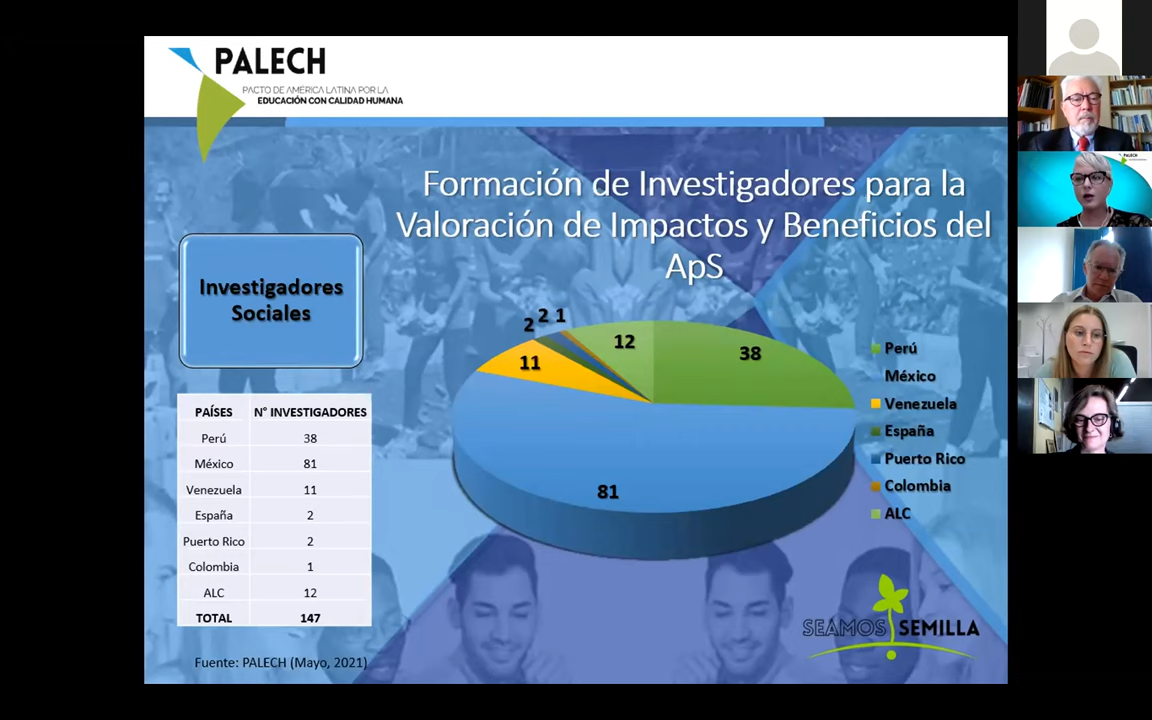 PALECH
PACTO DE AMÉRICA LATINA POR LA
EDUCACIÓN CON CALIDAD HUMANA
Formación de Investigadores para la
Valoración de Impactos y Beneficios del
ApS
Investigadores
Sociales
PAÍSES N° INVESTIGADORES
Perú 38
México 81
Venezuela 11
España 2
Puerto Rico 2
Colombia 1
ALC 12
TOTAL 147
38
81
11
2
2
1
12
Perú
México
Venezuela
España
Puerto Rico
Colombia
ALC
SEAMOS SEMILLA
Fuente: PALECH (Mayo, 2021)
PALECH